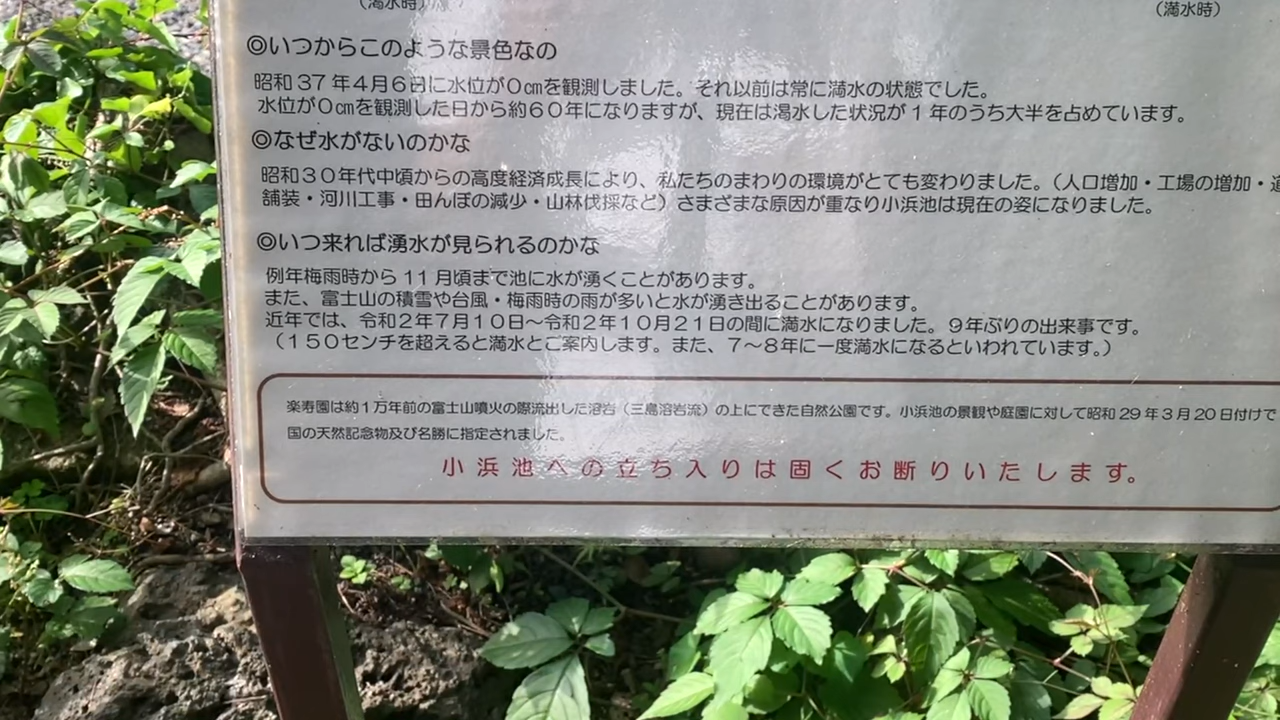 （渇水時）
（満水時）
◎いつからこのような景色なの
昭和37年4月6日に水位が0㎝を観測しました。それ以前は常に満水の状態でした。
水位が0㎝を観測した日から約60年になりますが、現在は渇水した状況が1年のうち大半を占めています。
◎なぜ水がないのかな
昭和30年代中頃からの高度経済成長により、私たちのまわりの環境がとても変わりました。（人口増加・工場の増加・
舗装・河川工事・田んぼの減少・山林伐採など）さまざまな原因が重なり小浜池は現在の姿になりました。
◎いつ来れば湧水が見られるのかな
例年梅雨時から11月頃まで池に水が湧くことがあります。
また、富士山の積雪や台風・梅雨時の雨が多いと水が湧き出ることがあります。
近年では、令和2年7月10日～令和2年10月21日の間に満水になりました。9年ぶりの出来事です。
（150センチを超えると満水とご案内します。また、7～8年に一度満水になるといわれています。）
楽寿園は約1万年前の富士山噴火の際流出した溶岩（三島溶岩流）の上にできた自然公園です。小浜池の景観や庭園に対して昭和29年3月20日付けで
国の天然記念物及び名勝に指定されました。
小浜池への立ち入りは固くお断りいたします。